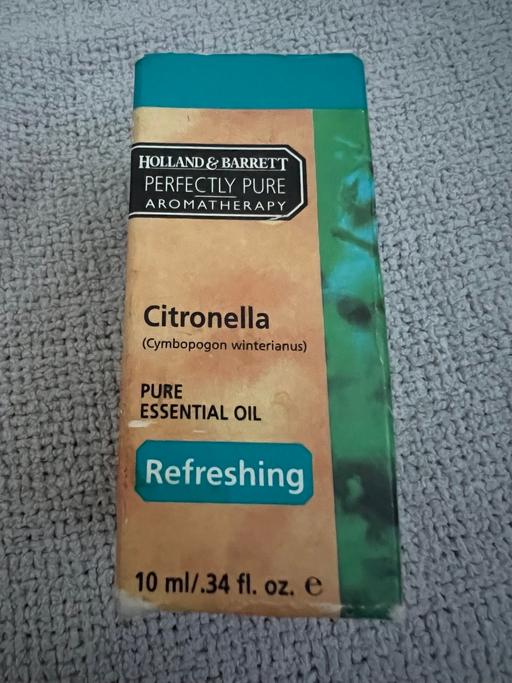 HOLLAND & BARRETT
PERFECTLY PURE
AROMATHERAPY
Citronella
(Cymbopogon winterianus)
PURE
ESSENTIAL OIL
Refreshing
10 ml/.34 fl. oz. ℮